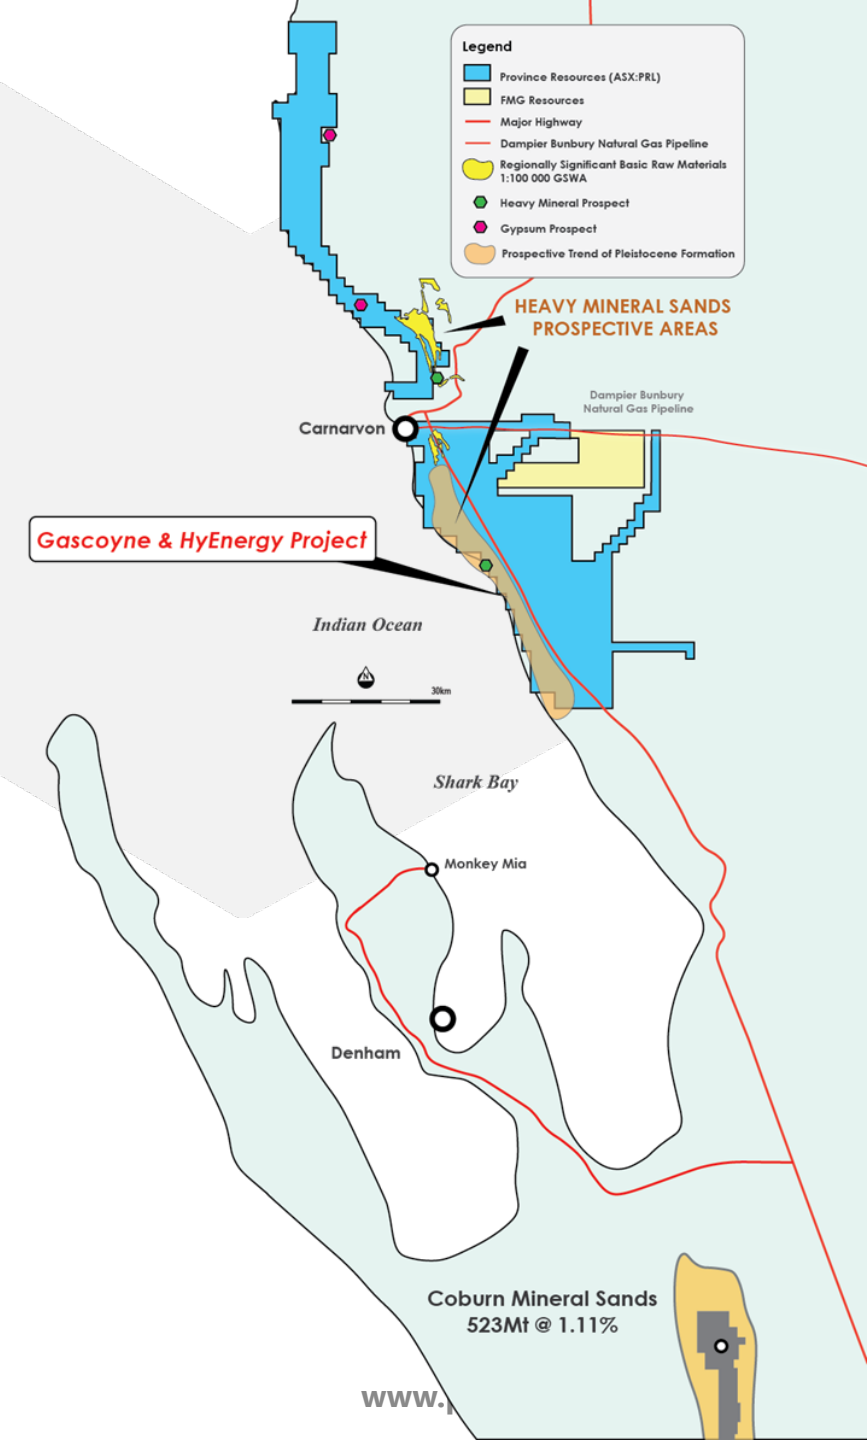 Legend
Province Resources (ASX:PRL)
FMG Resources
Major Highway
Dampier Bunbury Natural Gas Pipeline
Regionally Significant Basic Raw Materials
1:100 000 GSWA
Heavy Mineral Prospect
Gypsum Prospect
Prospective Trend of Pleistocene Formation
HEAVY MINERAL SANDS
PROSPECTIVE AREAS
Dampier Bunbury
Natural Gas Pipeline
Carnarvon
Gascoyne & HyEnergy Project
Indian Ocean
N
30km
Shark Bay
Monkey Mia
Denham
Coburn Mineral Sands
523Mt @ 1.11%
www.